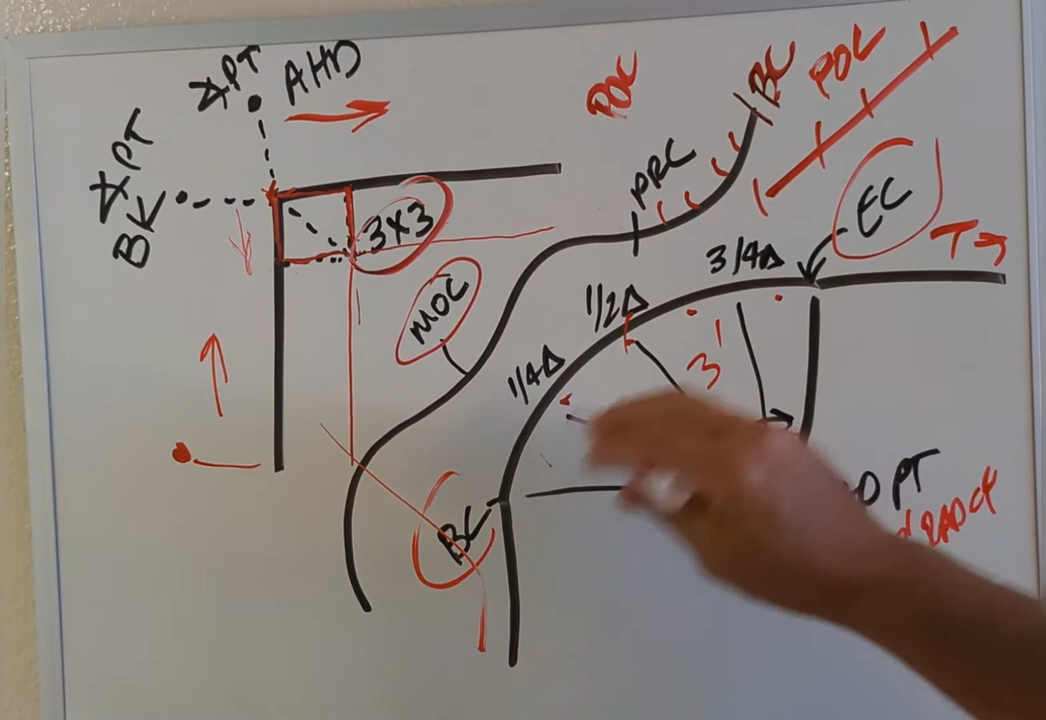 ∠PT
AHD
∠PT
BK
3X3
POC
BC
POL
PRC
EC
T
MOC
3/4Δ
1/2Δ
1/4Δ
3'
BC
PT